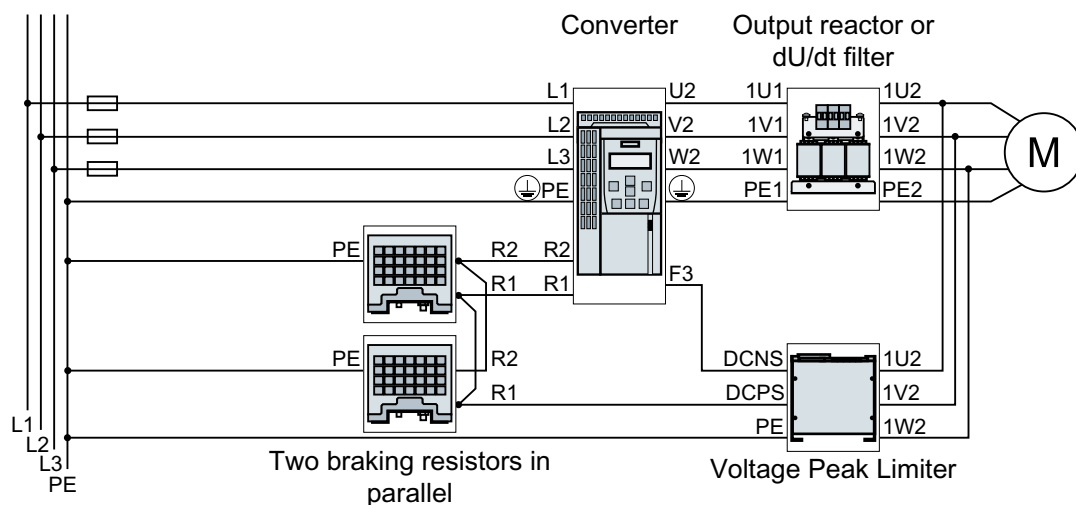 Converter
Output reactor or
dU/dt filter
L1 U2 1U1 1U2
L2 V2 1V1 1V2
L3 W2 1W1 1W2
M
PE PE1 PE2
PE R2 R2
R1 R1 F3
PE R2 DCNS 1U2
R1 DCPS 1V2
PE 1W2
L1
L2
L3
PE
Two braking resistors in
parallel
Voltage Peak Limiter